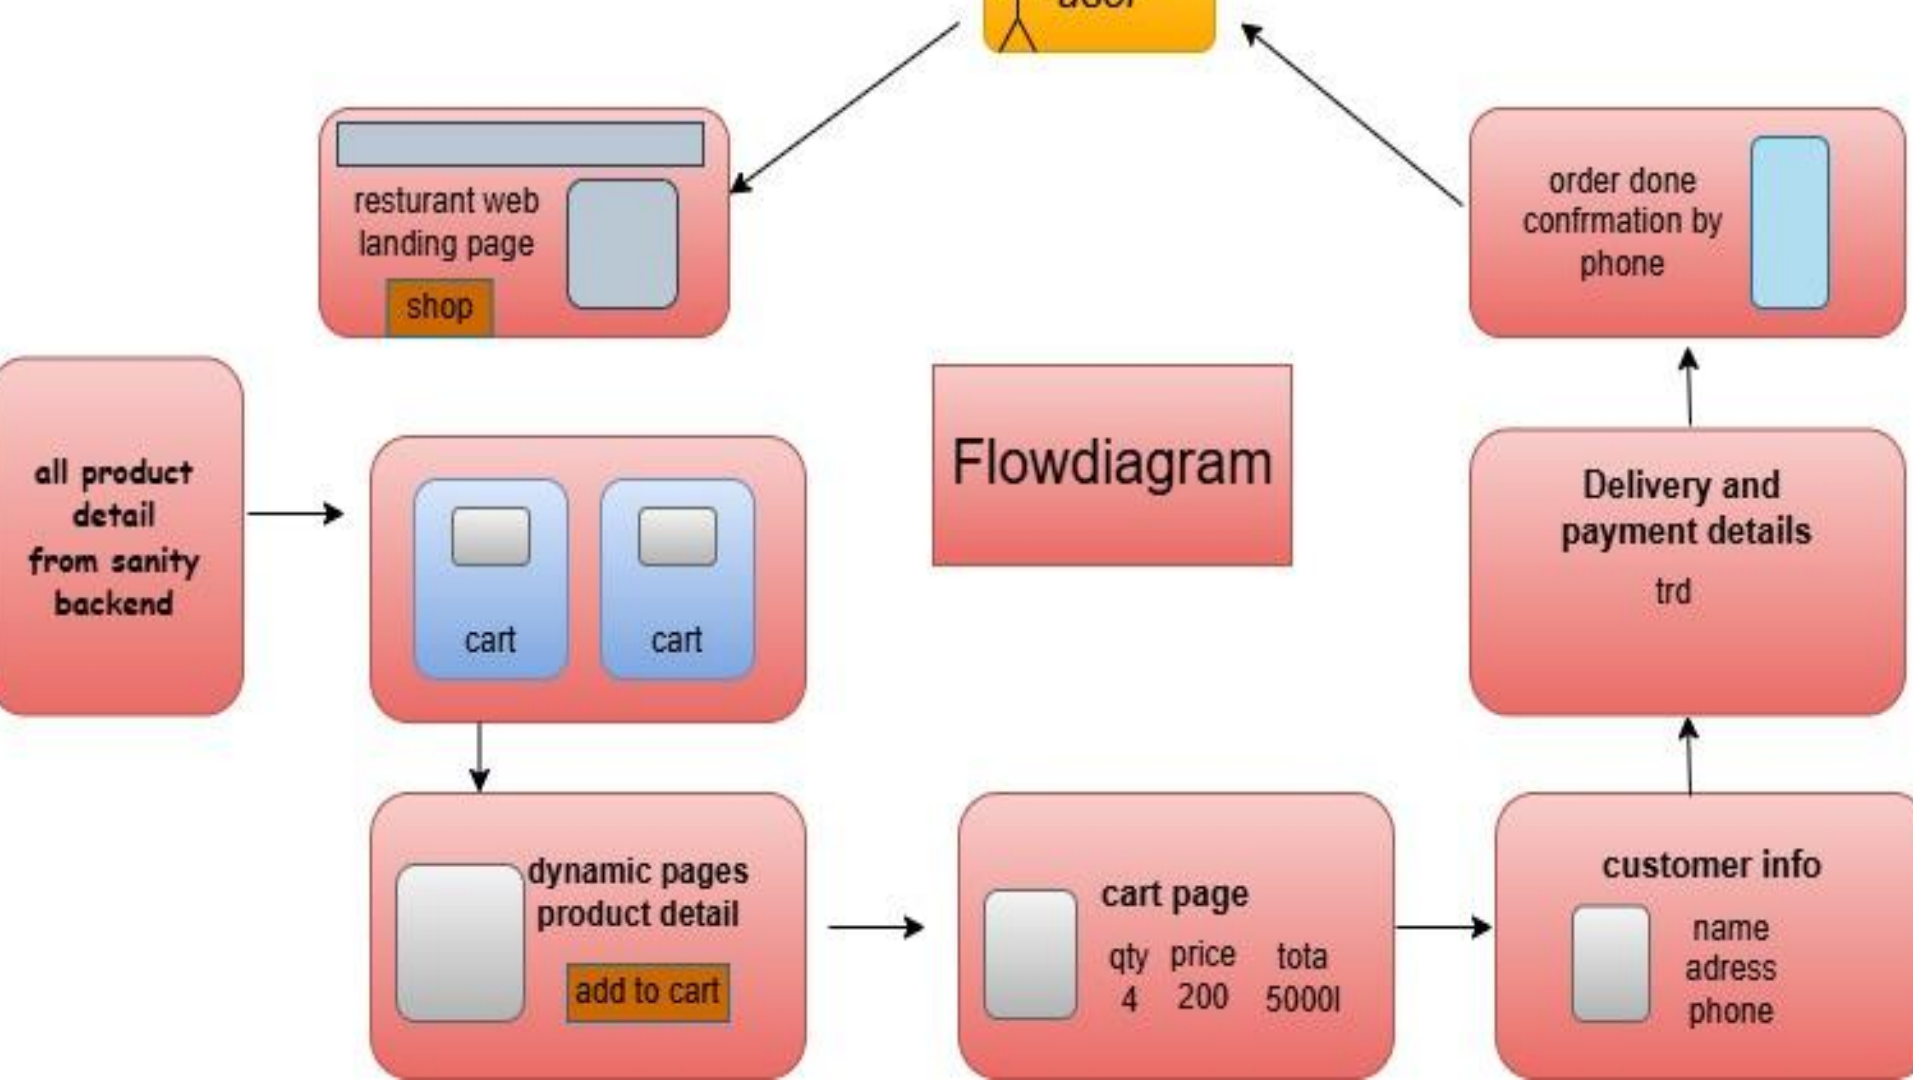 user
resturant web
landing page
shop
order done
confrmation by
phone
all product
detail
from sanity
backend
cart
cart
Flowdiagram
Delivery and
payment details
trd
dynamic pages
product detail
add to cart
cart page
qty price tota
4 200 5000l
customer info
name
adress
phone